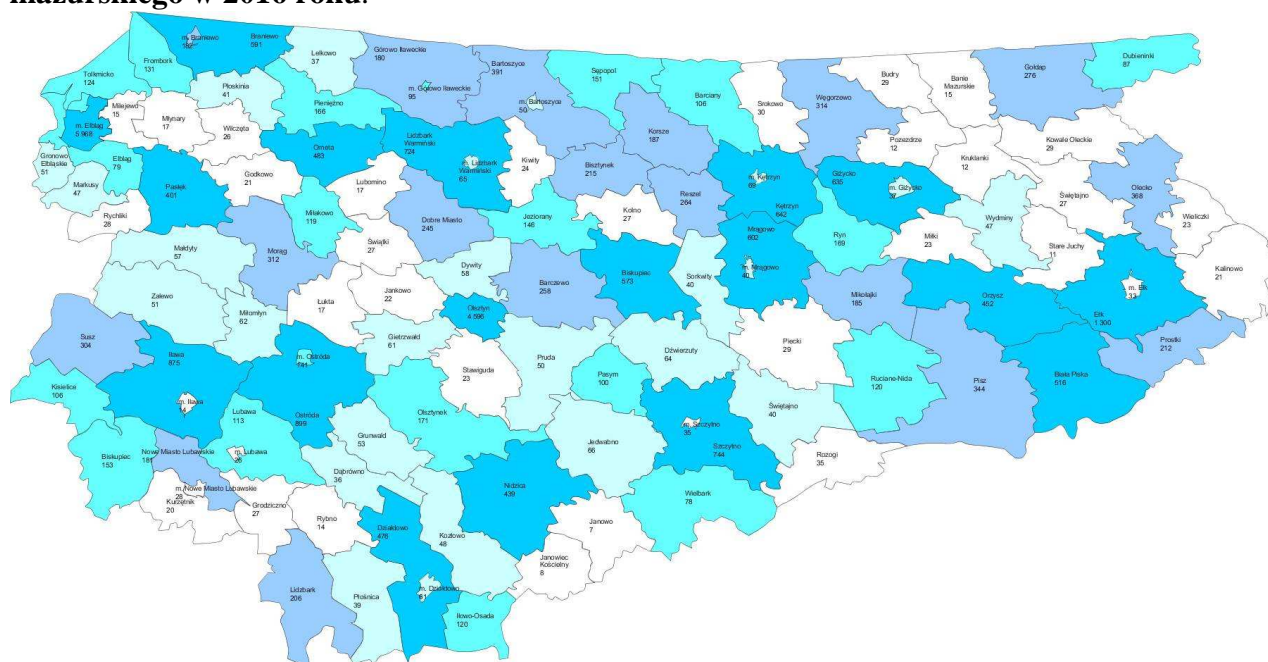 mazurskiego w 2016 roku.
m. Braniewo
182
Braniewo
591
Lelkowo
37
Górowo Iławeckie
180
Bartoszyce
391
Sępopol
151
Barciany
106
Srokowo
30
Węgorzewo
314
Budry
29
Banie
Mazurskie
15
Gołdap
276
Dubeninki
87
Frombork
131
Tolkmicko
124
Płoskinia
41
Pieniężno
166
m. Górowo Iławeckie
95
m. Bartoszyce
50
Milejewo
15
Młynary
17
Wilczęta
26
m. Elbląg
5 968
Orneta
483
Lidzbark
Warmiński
724
m. Lidzbark
Warmiński
65
Kiwity
24
Korsze
187
Bisztynek
215
Reszel
264
m. Kętrzyn
69
Kętrzyn
642
Giżycko
635
m. Giżycko
Pozezdrze
12
Kruklanki
12
Kowale Oleckie
29
Gronowo
Elbląskie
51
Elbląg
79
Markusy
47
Rychliki
28
Pasłęk
401
Godkowo
21
Lubomino
17
Miłakowo
119
Dobre Miasto
245
Jeziorany
146
Kolno
27
Mrągowo
602
m. Mrągowo
40
Ryn
169
Miłki
23
Wydminy
47
Świętajno
27
Olecko
368
Wieliczki
23
Stare Juchy
11
Kalinowo
21
Małdyty
57
Morąg
312
Świątki
27
Dywity
58
Barczewo
258
Biskupiec
573
Sorkwity
40
Mikołajki
185
Orzysz
452
m. Ełk
33
Ełk
1 300
Prostki
212
Zalewo
51
Miłomłyn
62
Łukta
17
Jonkowo
22
Olsztyn
4 596
Gietrzwałd
61
Stawiguda
23
Pruda
50
Dźwierzuty
64
Piecki
29
Ruciane-Nida
120
Pisz
344
Biała Piska
516
Susz
304
Iława
875
m. Ostróda
741
Kisielice
106
m. Iława
14
Lubawa
113
Ostróda
899
Olsztynek
171
Pasym
100
m. Szczytno
35
Szczytno
744
Świętajno
40
Rozogi
35
Biskupiec
153
Nowe Miasto Lubawskie
181
m. Lubawa
26
Grunwald
53
Jedwabno
66
m. Nowe Miasto Lubawskie
28
Kurzętnik
20
Grodziczno
27
Dąbrówno
36
Rybno
14
Działdowo
476
Nidzica
439
Kozłowo
48
Wielbark
78
Janowo
7
Janowiec
Kościelny
8
Lidzbark
206
Płośnica
39
m. Działdowo
81
Iłowo-Osada
120